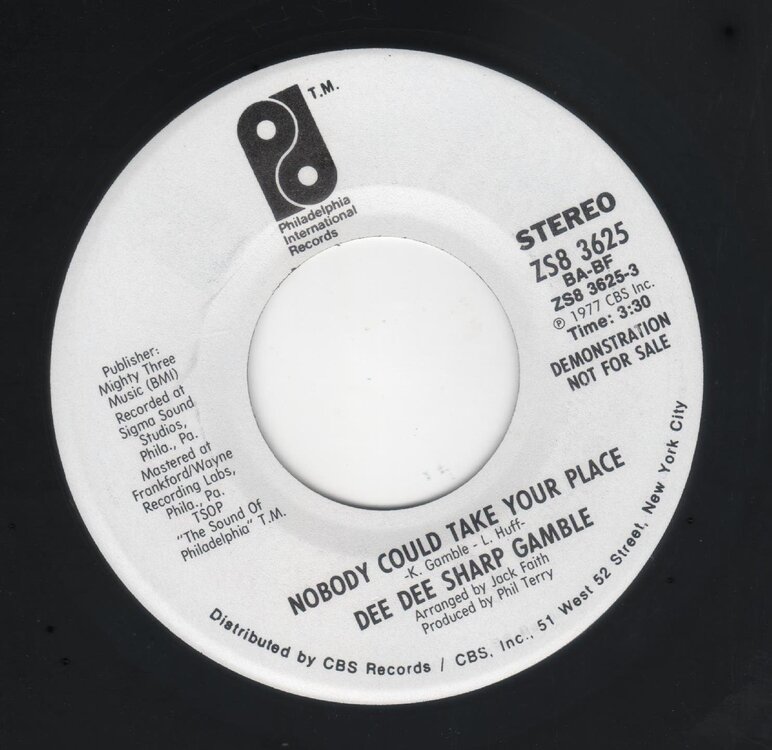 T.M.
Philadelphia
International
Records
STEREO
ZS8 3625
BA-BF
ZS8 3625-3
℗ 1977 CBS Inc.
Time: 3:30
DEMONSTRATION
NOT FOR SALE
Publisher:
Mighty Three
Music (BMI)
Recorded at
Sigma Sound
Studios,
Phila., Pa.
Mastered at
Frankford/Wayne
Recording Labs,
Phila., Pa.
TSOP
"The Sound Of
Philadelphia" T.M.
NOBODY COULD TAKE YOUR PLACE
-K. Gamble - L. Huff-
DEE DEE SHARP GAMBLE
Arranged by Jack Faith
Produced by Phil Terry
Distributed by CBS Records / CBS, Inc., 51 West 52 Street, New York City